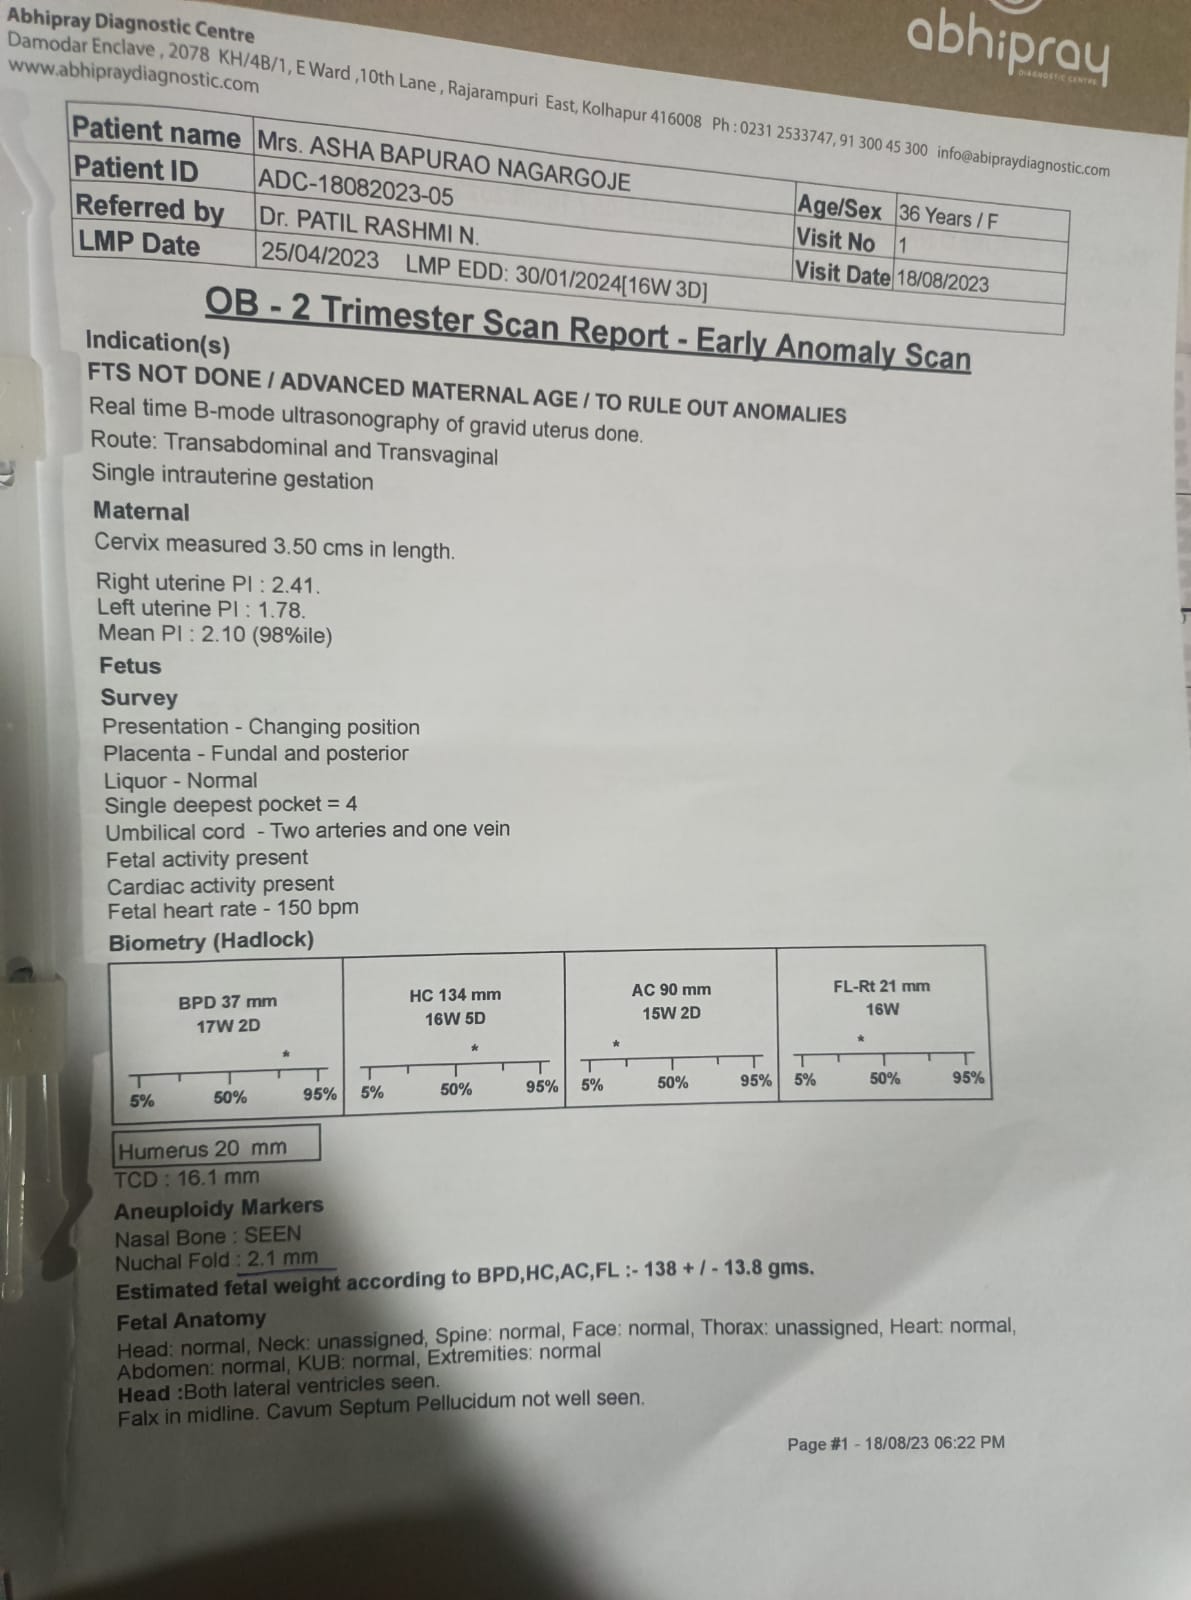 Abhipray Diagnostic Centre
Damodar Enclave , 2078 KH/4B/1, E Ward ,10th Lane , Rajarampuri East, Kolhapur 416008 Ph : 0231 2533747, 91 300 45 300 info@abipraydiagnostic.com
www.abhipraydiagnostic.com
abhipray
DIAGNOSTIC CENTRE
Patient name Mrs. ASHA BAPURAO NAGARGOJE Age/Sex 36 Years / F
Patient ID ADC-18082023-05 Visit No 1
Referred by Dr. PATIL RASHMI N. Visit Date 18/08/2023
LMP Date 25/04/2023 LMP EDD: 30/01/2024[16W 3D]
OB - 2 Trimester Scan Report - Early Anomaly Scan
Indication(s)
FTS NOT DONE / ADVANCED MATERNAL AGE / TO RULE OUT ANOMALIES
Real time B-mode ultrasonography of gravid uterus done.
Route: Transabdominal and Transvaginal
Single intrauterine gestation
Maternal
Cervix measured 3.50 cms in length.
Right uterine PI : 2.41.
Left uterine PI : 1.78.
Mean PI : 2.10 (98%ile)
Fetus
Survey
Presentation - Changing position
Placenta - Fundal and posterior
Liquor - Normal
Single deepest pocket = 4
Umbilical cord - Two arteries and one vein
Fetal activity present
Cardiac activity present
Fetal heart rate - 150 bpm
Biometry (Hadlock)
BPD 37 mm HC 134 mm AC 90 mm FL-Rt 21 mm
17W 2D 16W 5D 15W 2D 16W
* * * *
5% 50% 95% 5% 50% 95% 5% 50% 95% 5% 50% 95%
Humerus 20 mm
TCD : 16.1 mm
Aneuploidy Markers
Nasal Bone : SEEN
Nuchal Fold : 2.1 mm
Estimated fetal weight according to BPD,HC,AC,FL :- 138 + / - 13.8 gms.
Fetal Anatomy
Head: normal, Neck: unassigned, Spine: normal, Face: normal, Thorax: unassigned, Heart: normal,
Abdomen: normal, KUB: normal, Extremities: normal
Head :Both lateral ventricles seen.
Falx in midline. Cavum Septum Pellucidum not well seen.
Page #1 - 18/08/23 06:22 PM